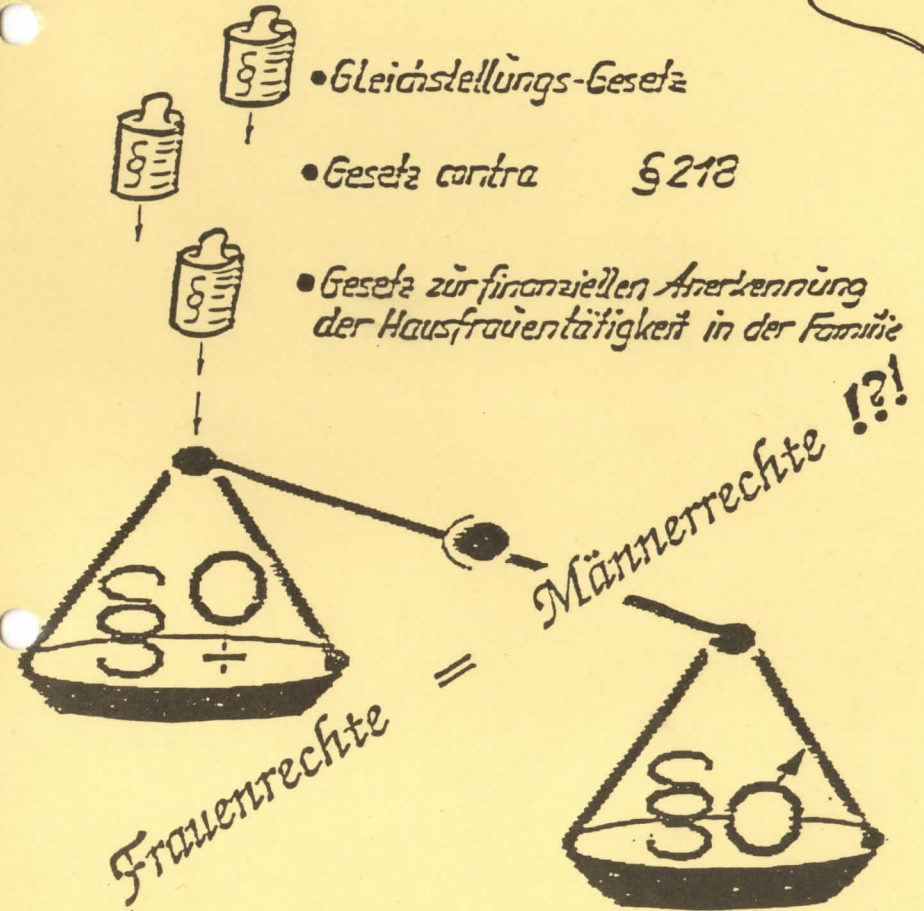 • Gleichstellungs-Gesetz
• Gesetz contra § 218
• Gesetz zur finanziellen Anerkennung
der Hausfrauentätigkeit in der Familie
Frauenrechte = Männerrechte !?!
§
§
§
§
§